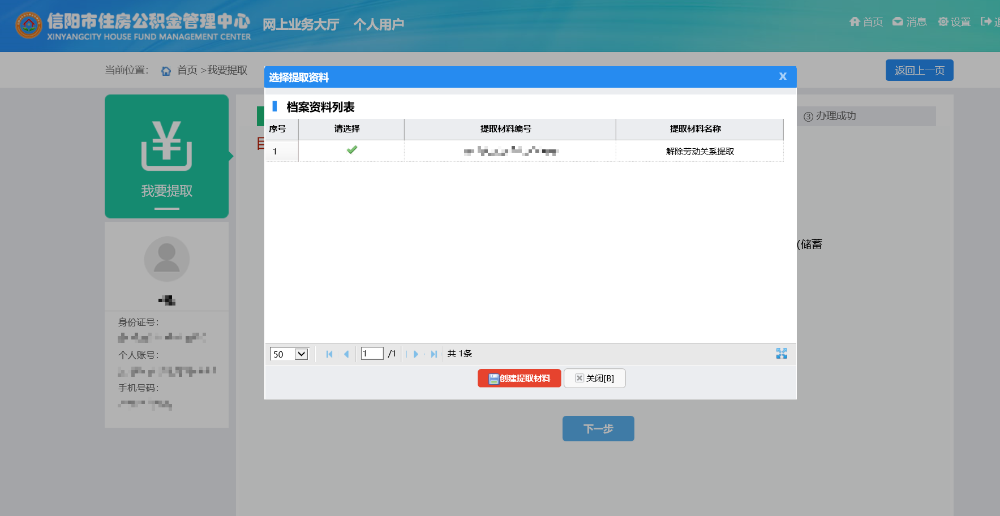 信阳市住房公积金管理中心
XINYANGCITY HOUSE FUND MANAGEMENT CENTER
网上业务大厅 个人用户
首页 消息 设置
当前位置： 首页 >我要提取
返回上一页
选择提取资料 X
档案资料列表
序号 请选择 提取材料编号 提取材料名称
1 解除劳动关系提取
③ 办理成功
我要提取
(储蓄
身份证号：
个人账号：
手机号码：
50 1 /1 共 1条
创建提取材料 关闭[B]
下一步